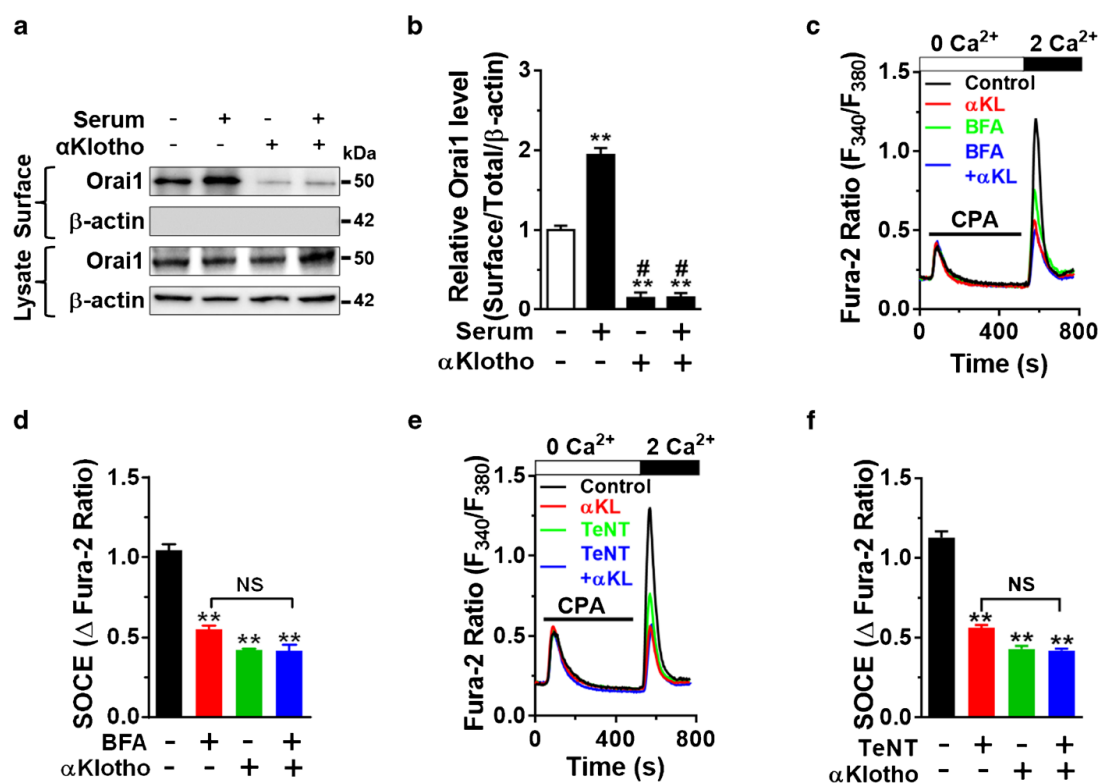 a
Serum - + - +
αKlotho - - + + kDa
Surface
Orai1 50
β-actin 42
Lysate
Orai1 50
β-actin 42
b
Relative Orai1 level
(Surface/Total/β-actin)
3
2
1
0
**
# **
# **
Serum - + - +
αKlotho - - + +
c
0 Ca²⁺ 2 Ca²⁺
Fura-2 Ratio (F₃₄₀/F₃₈₀)
1.5
1.0
0.5
0.0
Control
αKL
BFA
BFA
+αKL
CPA
0 400 800
Time (s)
d
SOCE (Δ Fura-2 Ratio)
1.5
1.0
0.5
0.0
NS
** ** **
BFA - + - +
αKlotho - - + +
e
0 Ca²⁺ 2 Ca²⁺
Fura-2 Ratio (F₃₄₀/F₃₈₀)
1.5
1.0
0.5
0.0
Control
αKL
TeNT
TeNT
+αKL
CPA
0 400 800
Time (s)
f
SOCE (Δ Fura-2 Ratio)
1.5
1.0
0.5
0.0
NS
** ** **
TeNT - + - +
αKlotho - - + +